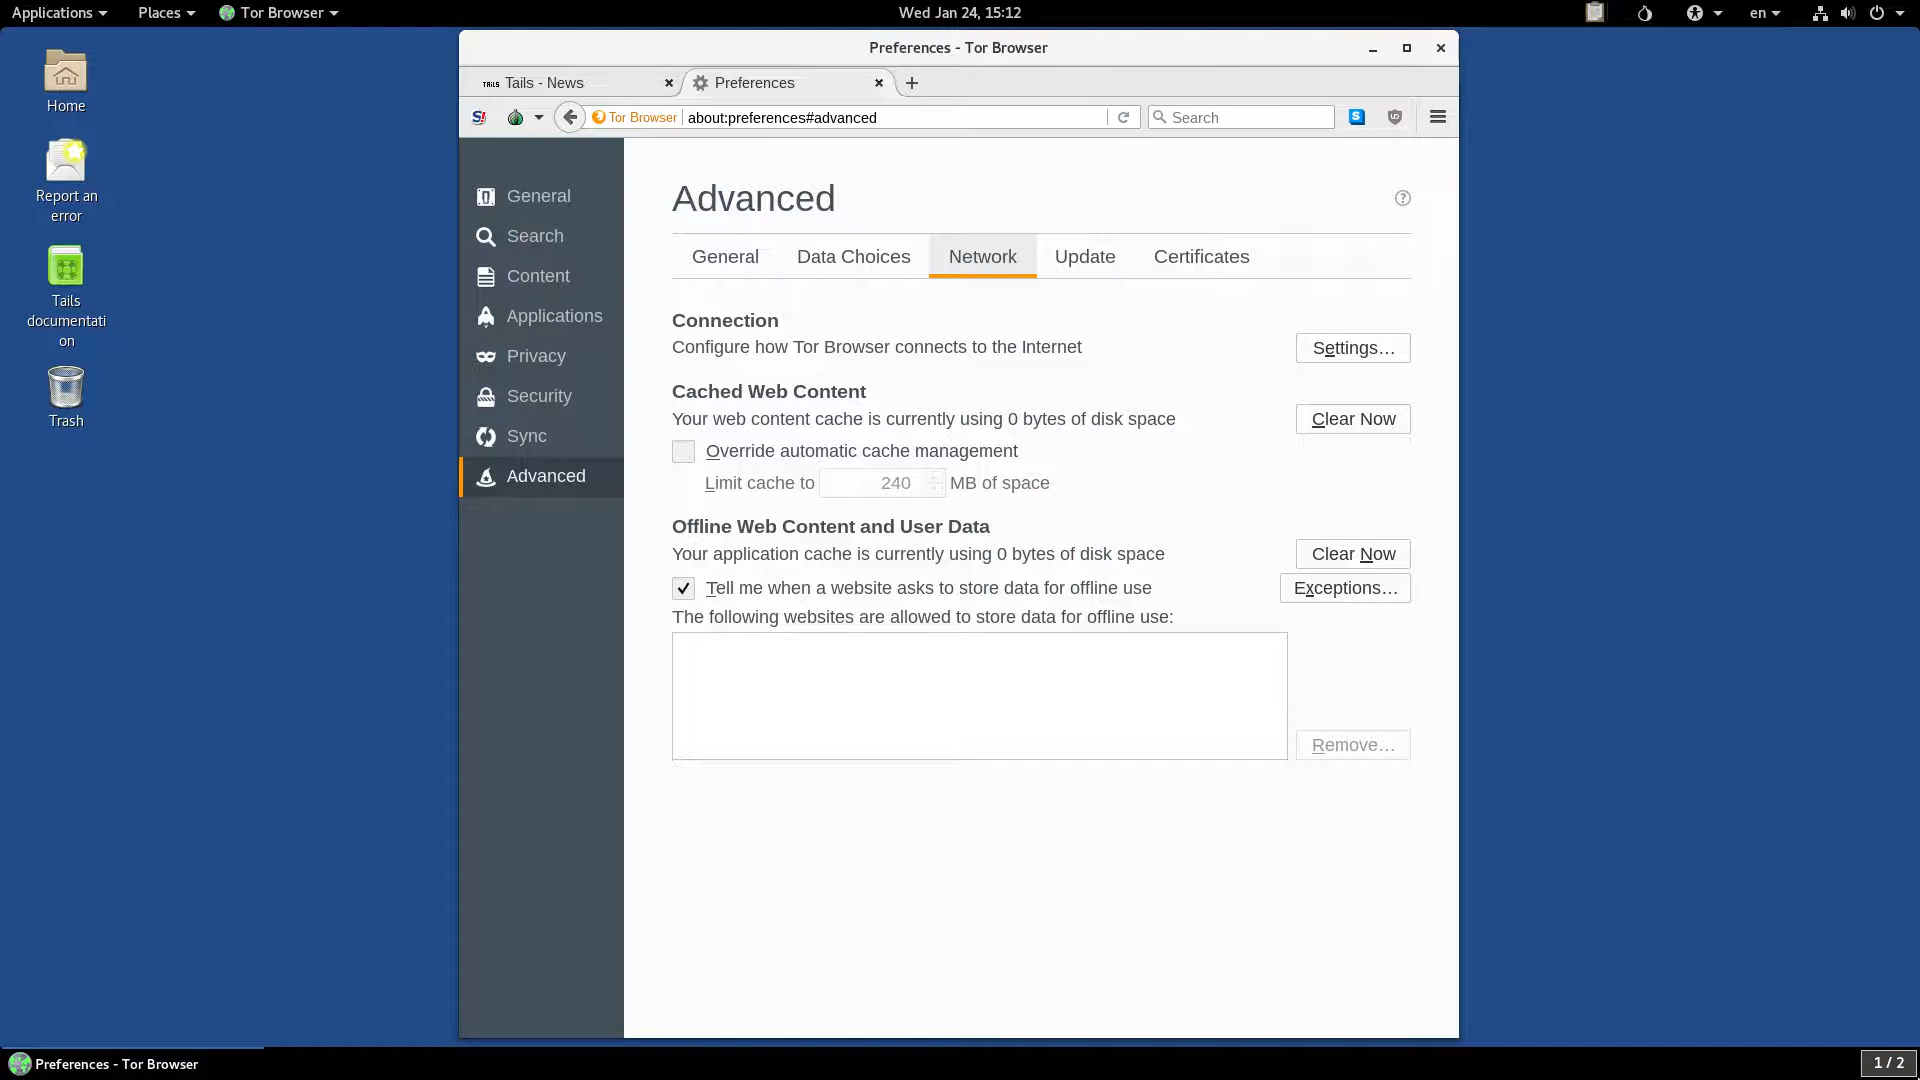 Applications Places Tor Browser Wed Jan 24, 15:12 en
Home
Report an
error
Tails
documentati
on
Trash
Preferences - Tor Browser
TAILS Tails - News Preferences
S! Tor Browser about:preferences#advanced Search S
General
Search
Content
Applications
Privacy
Security
Sync
Advanced
Advanced ?
General Data Choices Network Update Certificates
Connection
Configure how Tor Browser connects to the Internet Settings…
Cached Web Content
Your web content cache is currently using 0 bytes of disk space Clear Now
Override automatic cache management
Limit cache to 240 MB of space
Offline Web Content and User Data
Your application cache is currently using 0 bytes of disk space Clear Now
Tell me when a website asks to store data for offline use Exceptions…
The following websites are allowed to store data for offline use:
Remove…
Preferences - Tor Browser 1 / 2